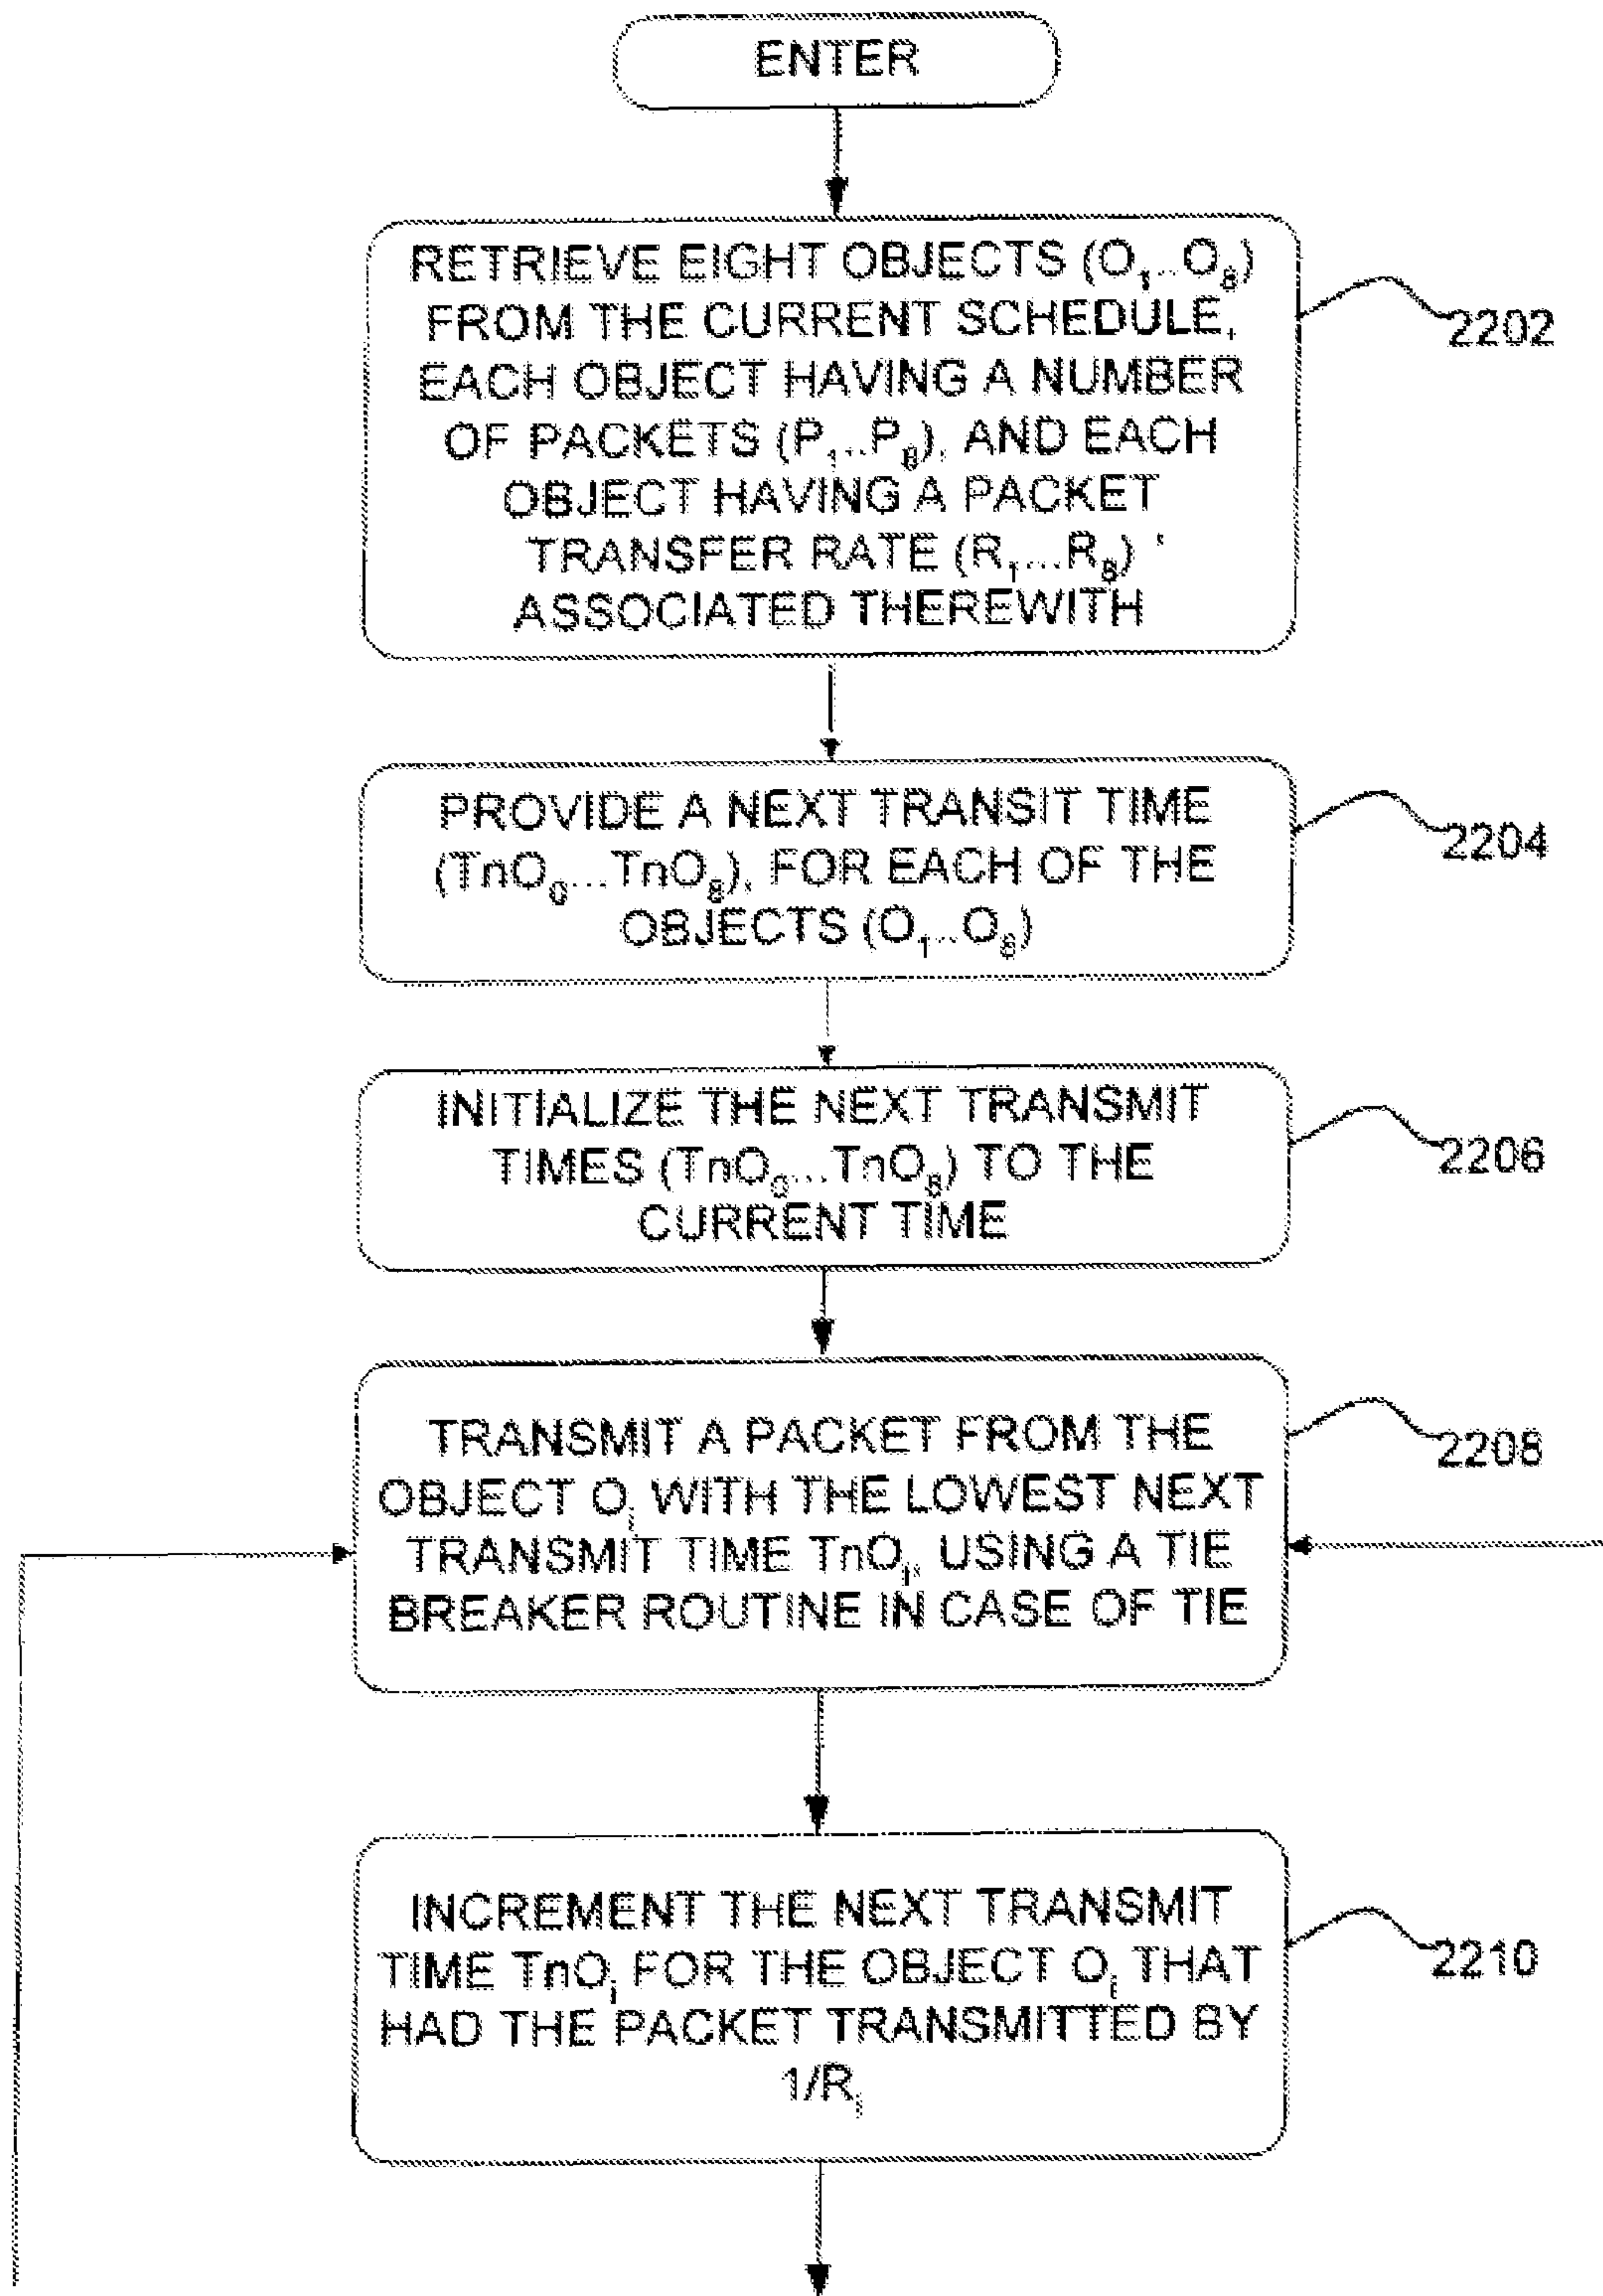 ENTER
RETRIEVE EIGHT OBJECTS (O₁..O₈)
FROM THE CURRENT SCHEDULE,
EACH OBJECT HAVING A NUMBER
OF PACKETS (P₁..P₈), AND EACH
OBJECT HAVING A PACKET
TRANSFER RATE (R₁...R₈)
ASSOCIATED THEREWITH
2202
PROVIDE A NEXT TRANSIT TIME
(TnO₀...TnO₈), FOR EACH OF THE
OBJECTS (O₁..O₈)
2204
INITIALIZE THE NEXT TRANSMIT
TIMES (TnO₀...TnO₈) TO THE
CURRENT TIME
2206
TRANSMIT A PACKET FROM THE
OBJECT Oᵢ WITH THE LOWEST NEXT
TRANSMIT TIME TnOᵢ, USING A TIE
BREAKER ROUTINE IN CASE OF TIE
2208
INCREMENT THE NEXT TRANSMIT
TIME TnOᵢ FOR THE OBJECT Oᵢ THAT
HAD THE PACKET TRANSMITTED BY
1/Rᵢ
2210